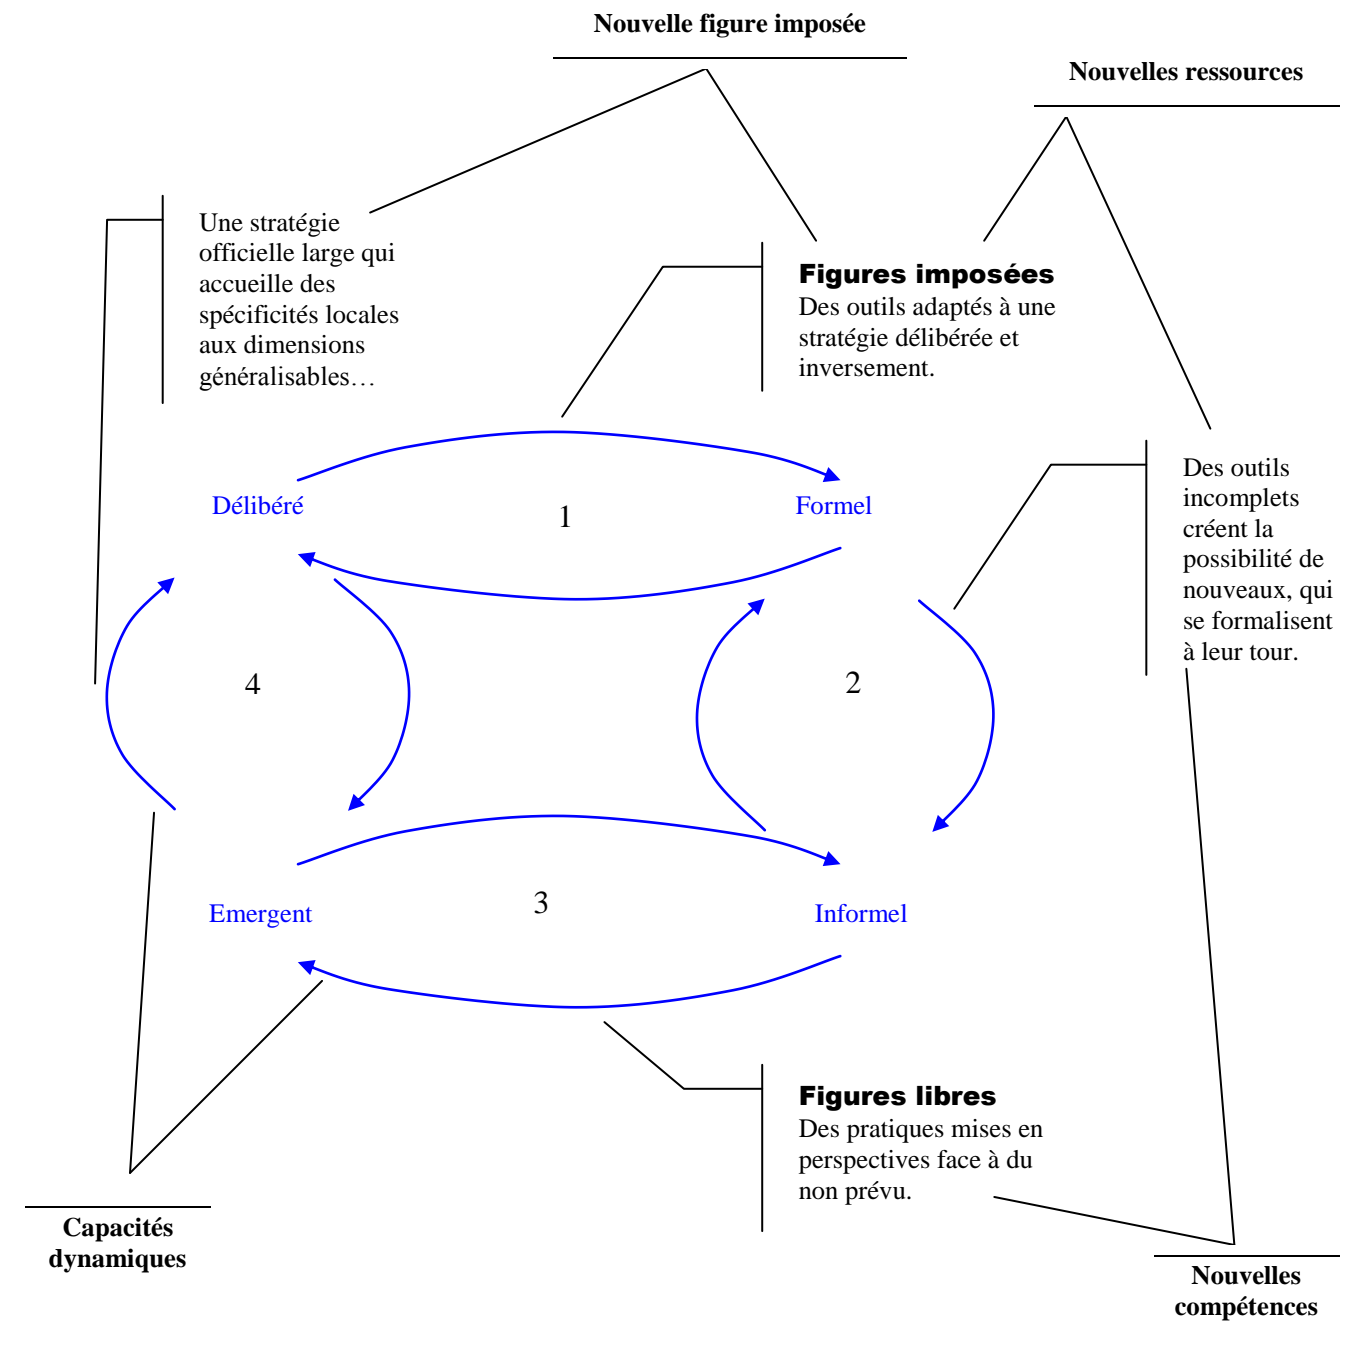 Nouvelle figure imposée
Nouvelles ressources
Une stratégie
officielle large qui
accueille des
spécificités locales
aux dimensions
généralisables…
Figures imposées
Des outils adaptés à une
stratégie délibérée et
inversement.
Des outils
incomplets
créent la
possibilité de
nouveaux, qui
se formalisent
à leur tour.
Délibéré
1
Formel
4
2
Emergent
3
Informel
Figures libres
Des pratiques mises en
perspectives face à du
non prévu.
Capacités
dynamiques
Nouvelles
compétences